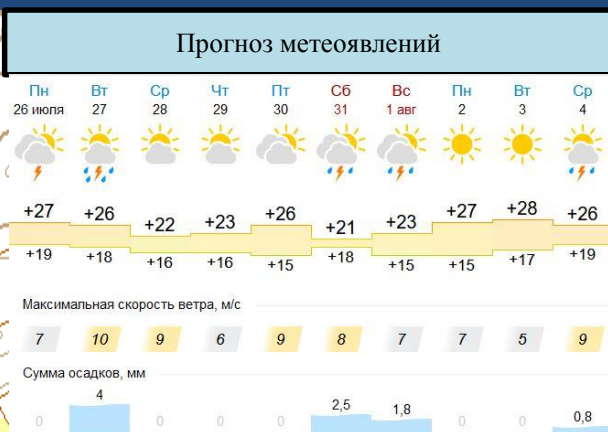 Прогноз метеоявлений
Пн Вт Ср Чт Пт Сб Вс Пн Вт Ср
26 июля 27 28 29 30 31 1 авг 2 3 4
+27 +26 +22 +23 +26 +21 +23 +27 +28 +26
+19 +18 +16 +16 +15 +18 +15 +15 +17 +19
Максимальная скорость ветра, м/с
7 10 9 6 9 8 7 7 5 9
Сумма осадков, мм
0 4 0 0 0 2,5 1,8 0 0 0,8